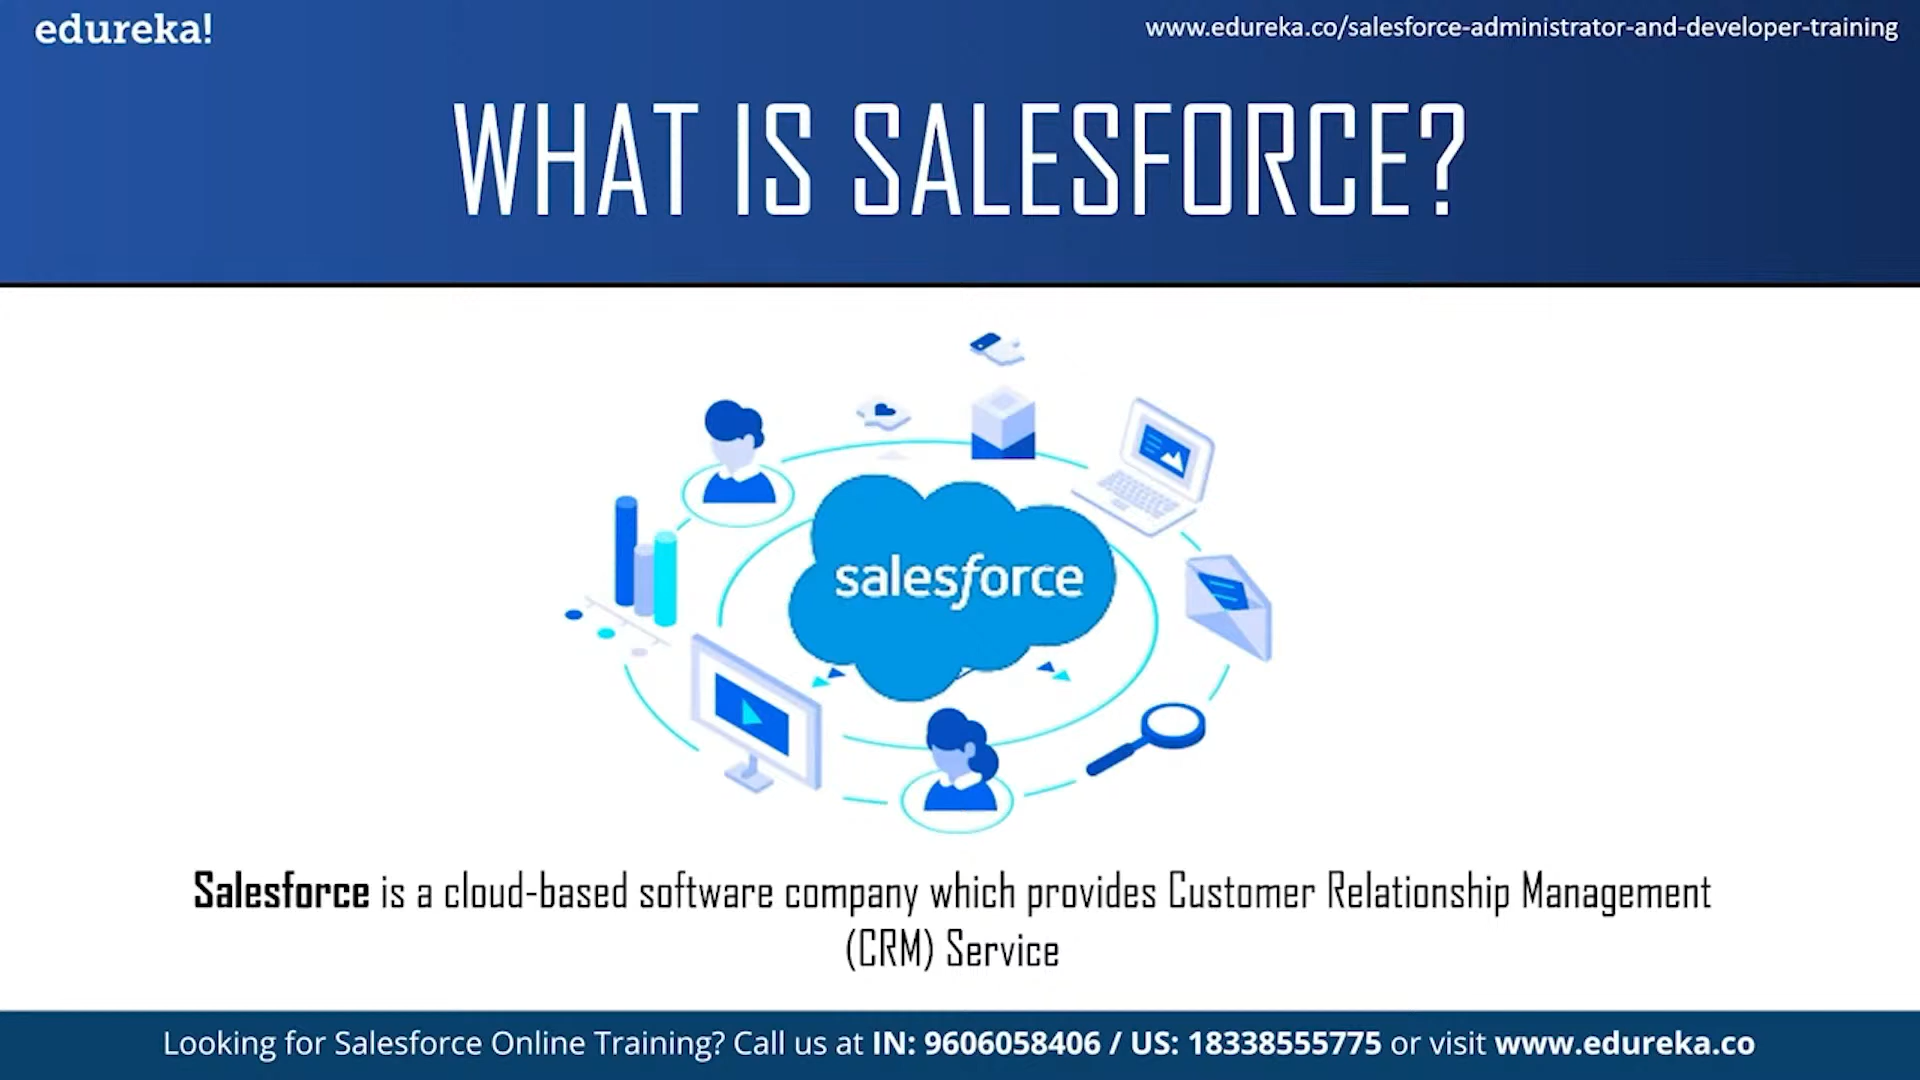 edureka!
www.edureka.co/salesforce-administrator-and-developer-training
WHAT IS SALESFORCE?
salesforce
Salesforce is a cloud-based software company which provides Customer Relationship Management
(CRM) Service
Looking for Salesforce Online Training? Call us at IN: 9606058406 / US: 18338555775 or visit www.edureka.co